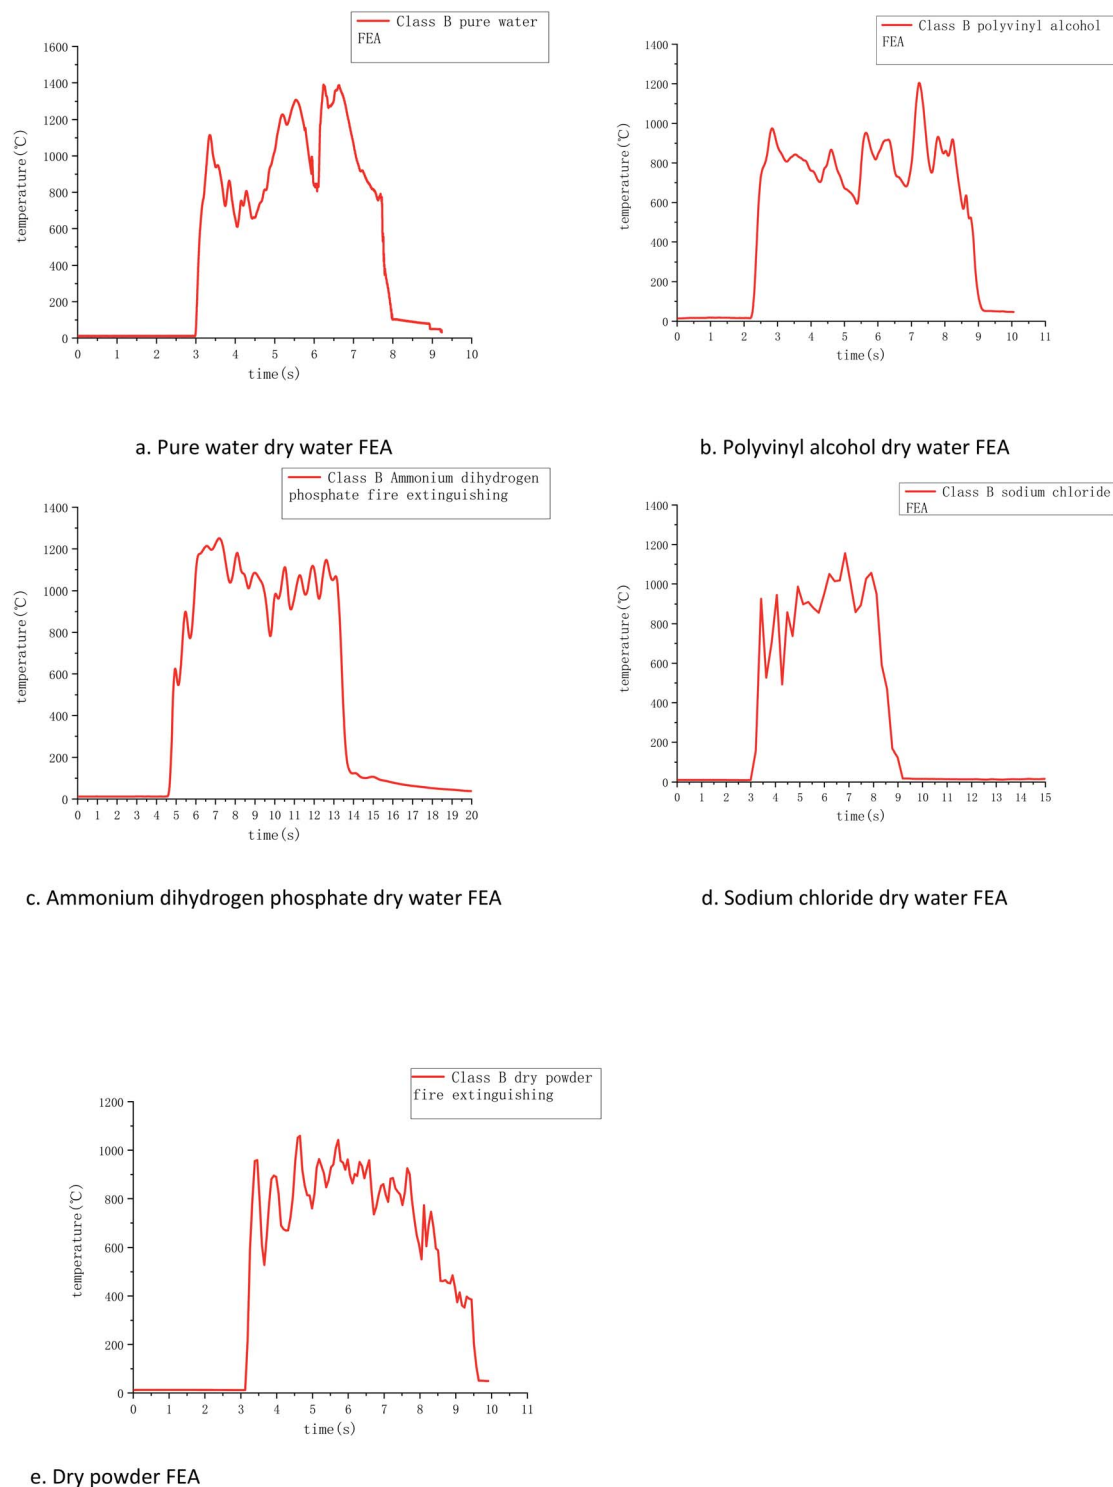 Class B pure water
FEA
1600
1400
1200
1000
800
600
400
200
0
temperature(℃)
0 1 2 3 4 5 6 7 8 9 10
time(s)
a. Pure water dry water FEA
Class B polyvinyl alcohol
FEA
1400
1200
1000
800
600
400
200
0
temperature(℃)
0 1 2 3 4 5 6 7 8 9 10 11
time(s)
b. Polyvinyl alcohol dry water FEA
Class B Ammonium dihydrogen
phosphate fire extinguishing
1400
1200
1000
800
600
400
200
0
temperature(℃)
0 1 2 3 4 5 6 7 8 9 10 11 12 13 14 15 16 17 18 19 20
time(s)
c. Ammonium dihydrogen phosphate dry water FEA
Class B sodium chloride
FEA
1400
1200
1000
800
600
400
200
0
temperature(℃)
0 1 2 3 4 5 6 7 8 9 10 11 12 13 14 15
time(s)
d. Sodium chloride dry water FEA
Class B dry powder
fire extinguishing
1200
1000
800
600
400
200
0
temperature(℃)
0 1 2 3 4 5 6 7 8 9 10 11
time(s)
e. Dry powder FEA